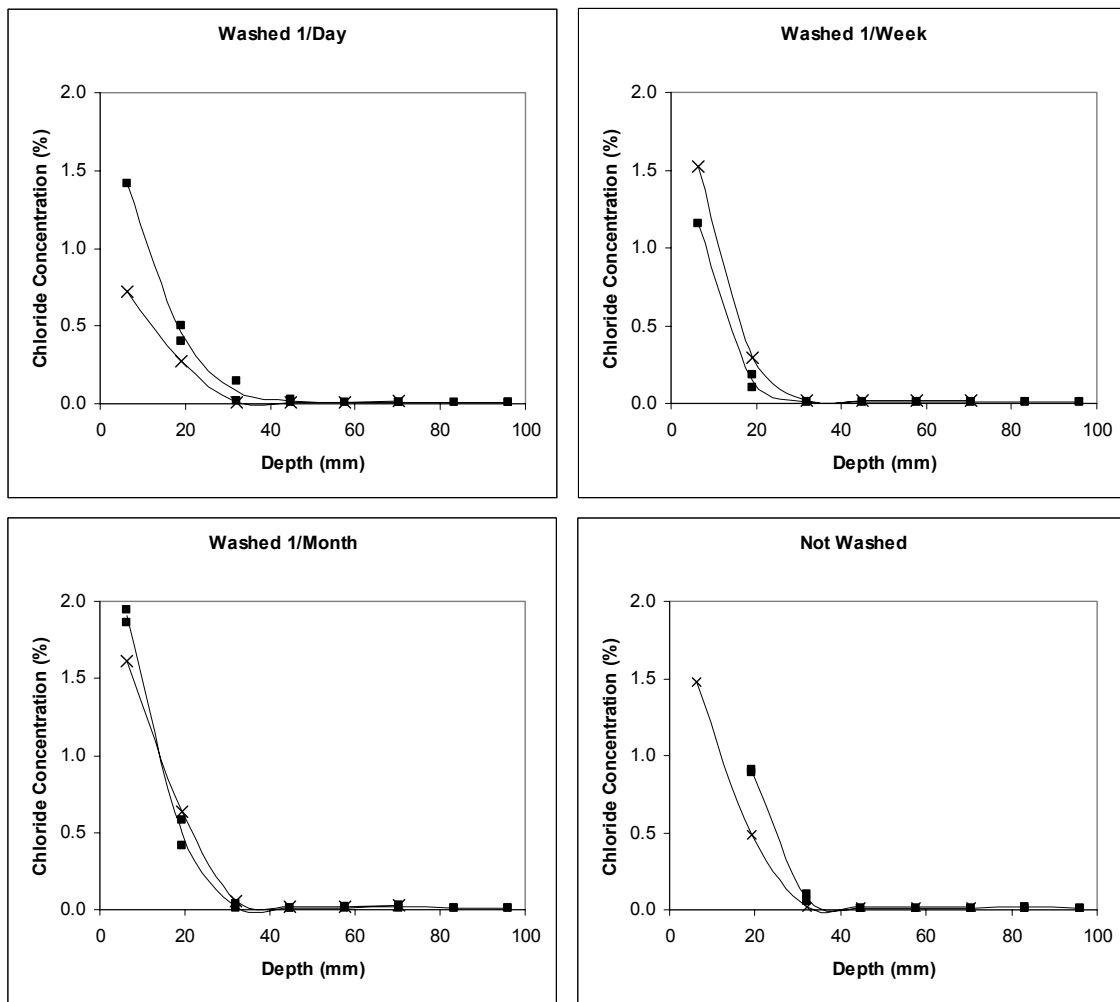 Washed 1/Day
2.0
1.5
1.0
0.5
0.0
Chloride Concentration (%)
0 20 40 60 80 100
Depth (mm)
Washed 1/Week
2.0
1.5
1.0
0.5
0.0
Chloride Concentration (%)
0 20 40 60 80 100
Depth (mm)
Washed 1/Month
2.0
1.5
1.0
0.5
0.0
Chloride Concentration (%)
0 20 40 60 80 100
Depth (mm)
Not Washed
2.0
1.5
1.0
0.5
0.0
Chloride Concentration (%)
0 20 40 60 80 100
Depth (mm)